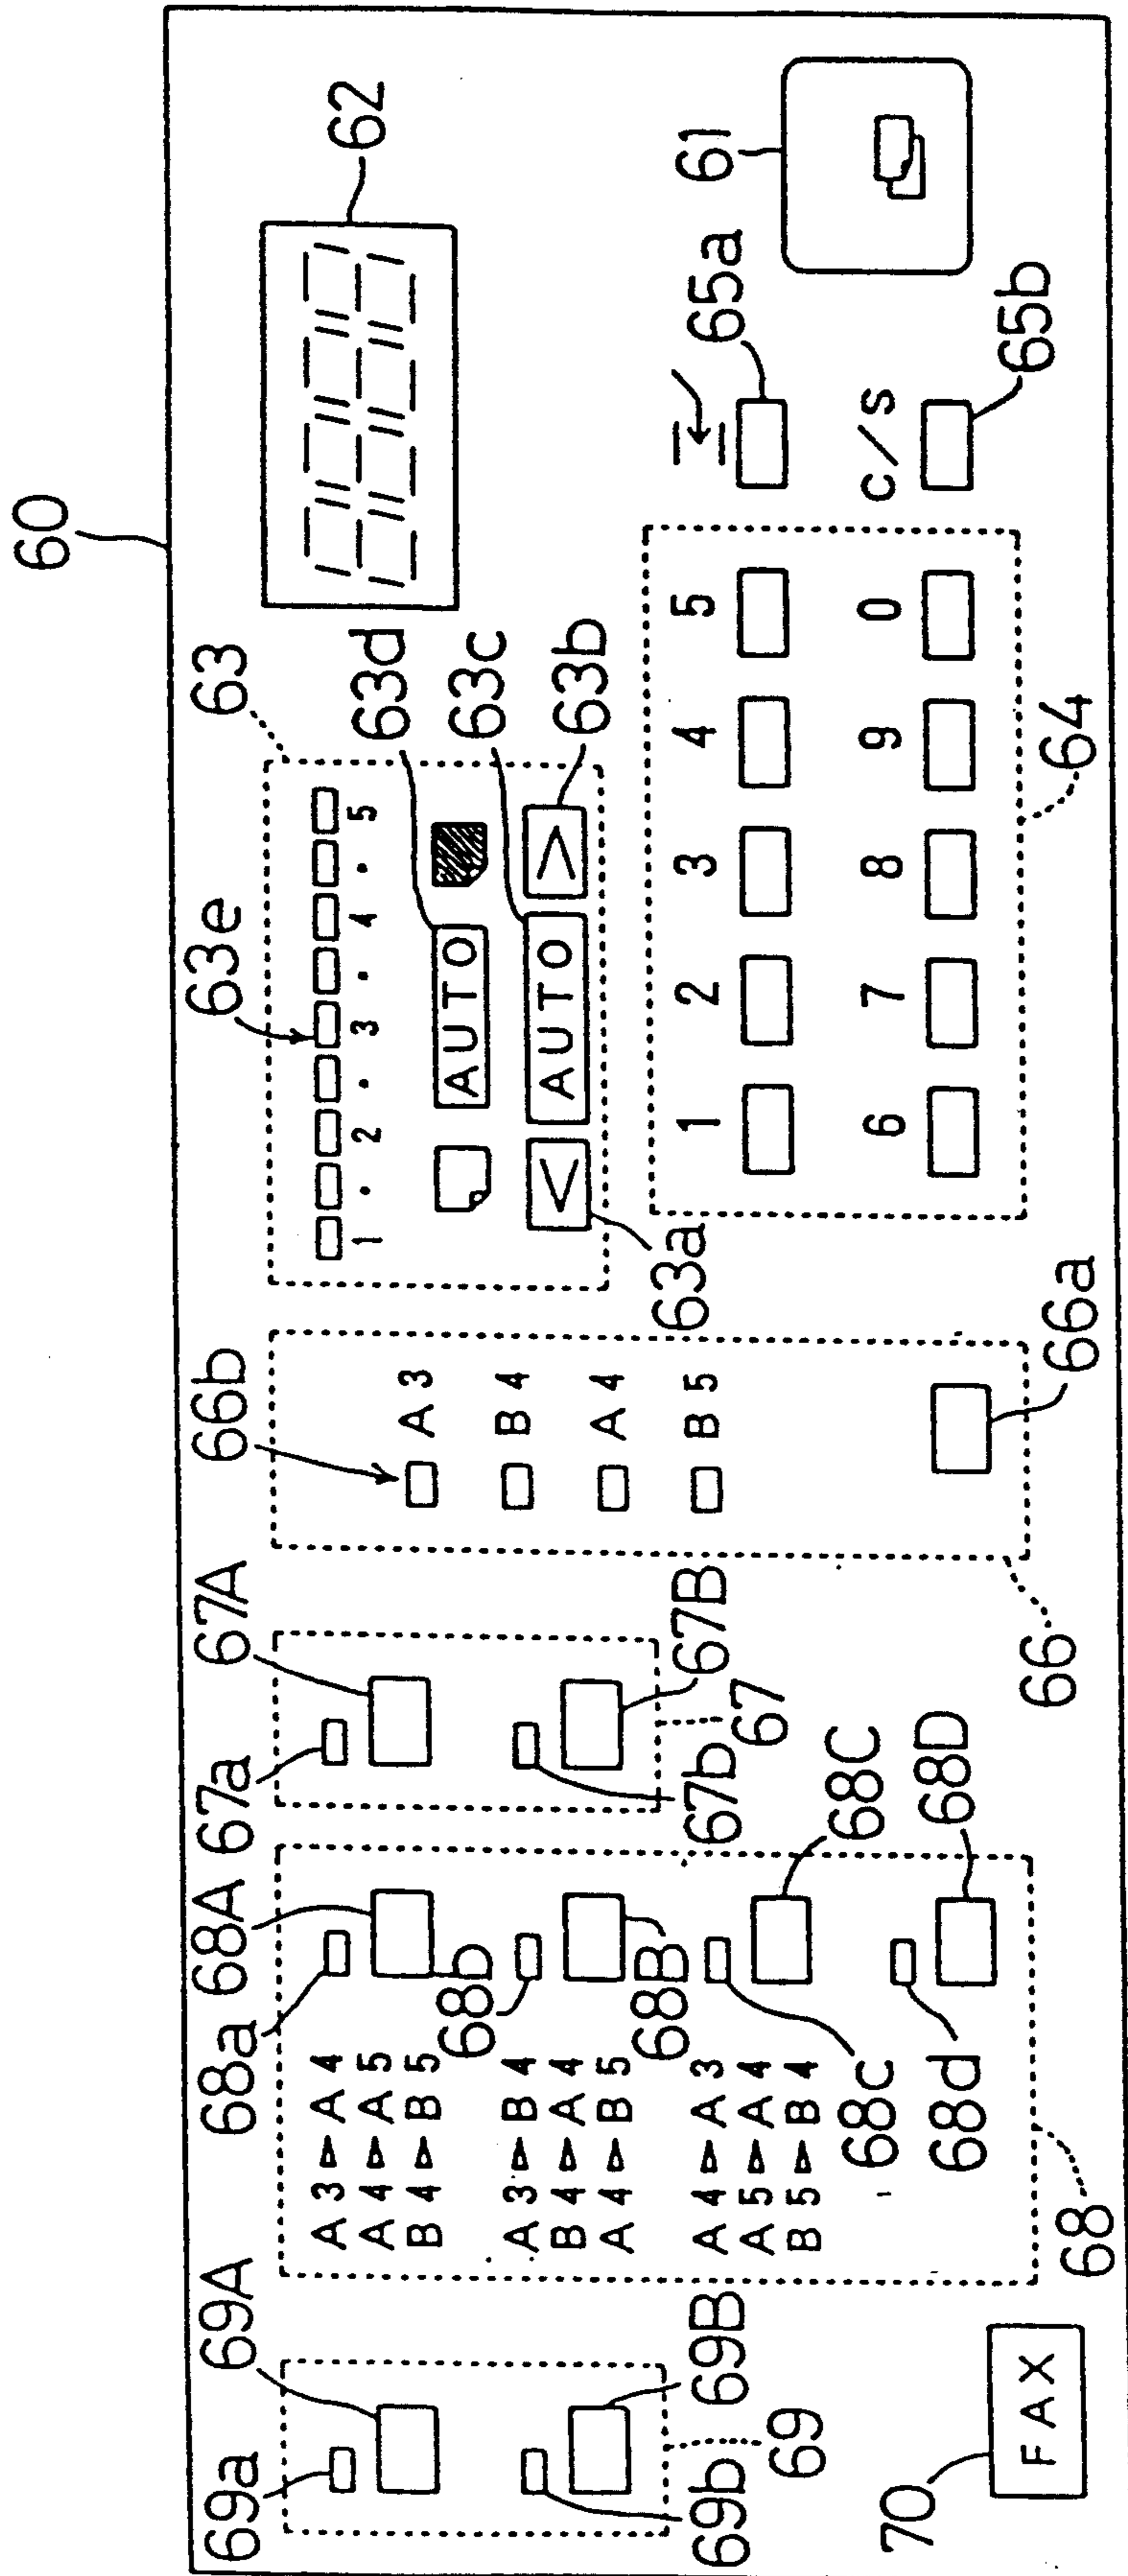 60
69a 69A
69b 69B
69
70
FAX
68a 68A
A3▷A4
A4▷A5
B4▷B5
68b
A3▷B4
B4▷A4
A4▷B5
68B
A4▷A3
A5▷A4
B5▷B4
68c 68C
68d 68D
68
67a 67A
67b 67B
67
66b
A3
B4
A4
B5
66a
66
63e
63
1 · 2 · 3 · 4 · 5
63d
AUTO
63c
< AUTO >
63b
63a
62
1 2 3 4 5
6 7 8 9 0
64
65a
C/S
65b
61